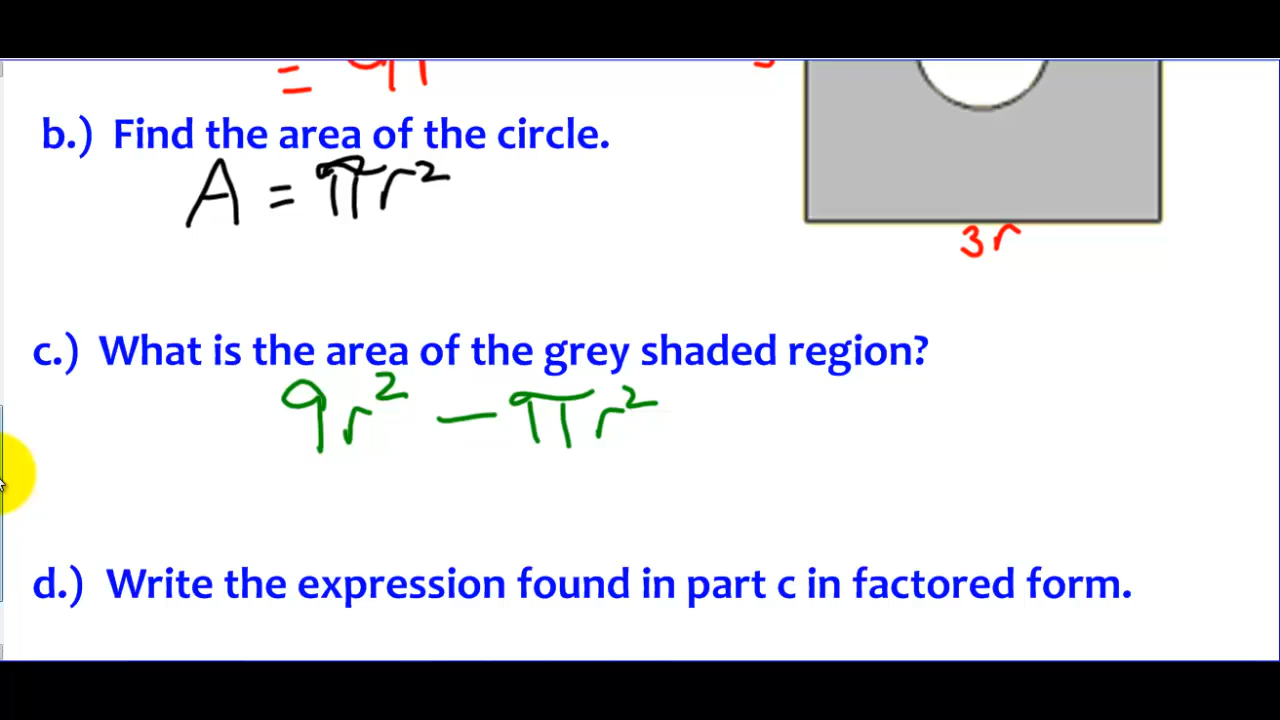 b.) Find the area of the circle.
A = πr²
3r
c.) What is the area of the grey shaded region?
9r² − πr²
d.) Write the expression found in part c in factored form.